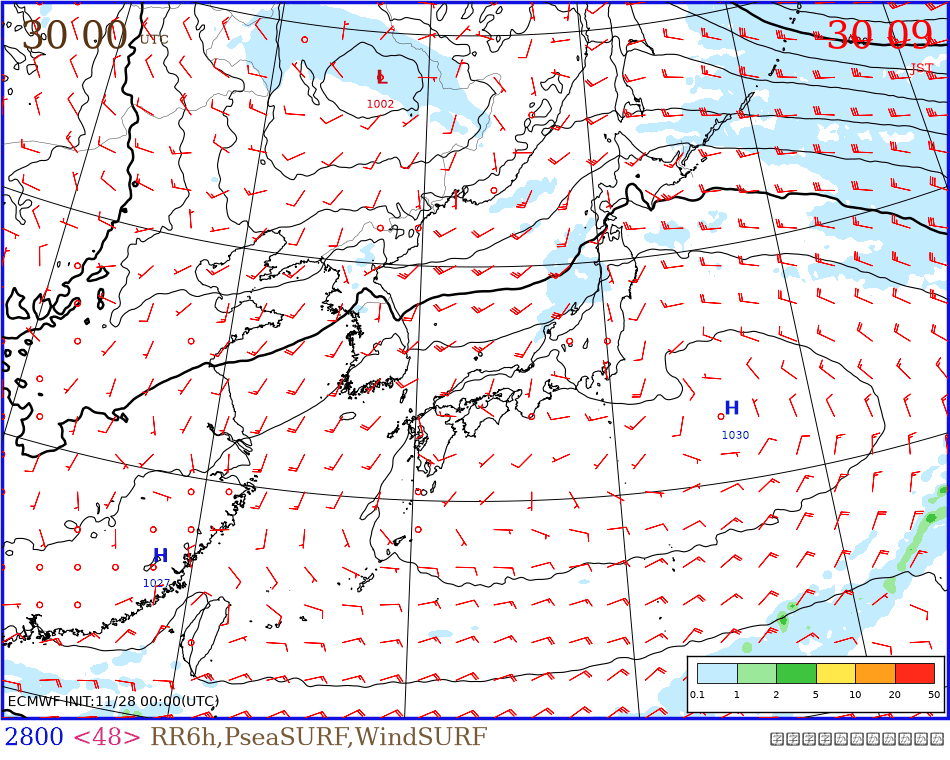 30 00 UTC
30 09 JST
L
1002
H
1030
H
1027
ECMWF INIT:11/28 00:00(UTC)
0.1 1 2 5 10 20 50
2800 <48> RR6h,PseaSURF,WindSURF